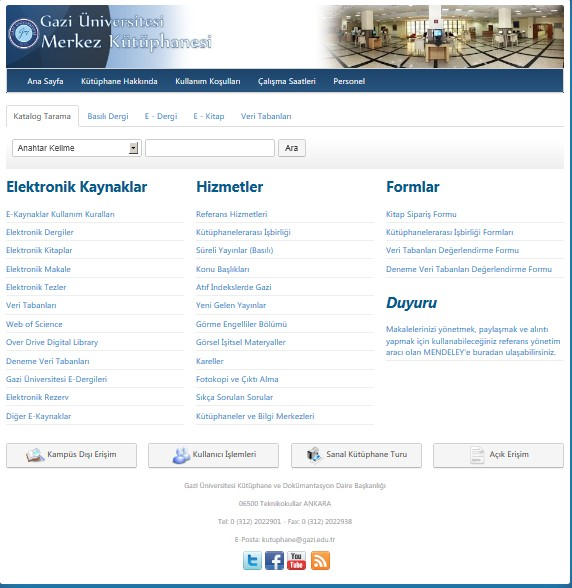 Gazi Üniversitesi
Merkez Kütüphanesi
Ana Sayfa Kütüphane Hakkında Kullanım Koşulları Çalışma Saatleri Personel
Katalog Tarama Basılı Dergi E - Dergi E - Kitap Veri Tabanları
Anahtar Kelime Ara
Elektronik Kaynaklar
E-Kaynaklar Kullanım Kuralları
Elektronik Dergiler
Elektronik Kitaplar
Elektronik Makale
Elektronik Tezler
Veri Tabanları
Web of Science
Over Drive Digital Library
Deneme Veri Tabanları
Gazi Üniversitesi E-Dergileri
Elektronik Rezerv
Diğer E-Kaynaklar
Hizmetler
Referans Hizmetleri
Kütüphanelerarası İşbirliği
Süreli Yayınlar (Basılı)
Konu Başlıkları
Atıf İndekslerde Gazi
Yeni Gelen Yayınlar
Görme Engelliler Bölümü
Görsel İşitsel Materyaller
Kareller
Fotokopi ve Çıktı Alma
Sıkça Sorulan Sorular
Kütüphaneler ve Bilgi Merkezleri
Formlar
Kitap Sipariş Formu
Kütüphanelerarası İşbirliği Formları
Veri Tabanları Değerlendirme Formu
Deneme Veri Tabanları Değerlendirme Formu
Duyuru
Makalelerinizi yönetmek, paylaşmak ve alıntı
yapmak için kullanabileceğiniz referans yönetim
aracı olan MENDELEY'e buradan ulaşabilirsiniz.
Kampüs Dışı Erişim Kullanıcı İşlemleri Sanal Kütüphane Turu Açık Erişim
Gazi Üniversitesi Kütüphane ve Dokümantasyon Daire Başkanlığı
06500 Teknikokullar ANKARA
Tel: 0 (312) 2022901 - Fax: 0 (312) 2022938
E-Posta: kutuphane@gazi.edu.tr
You
Tube